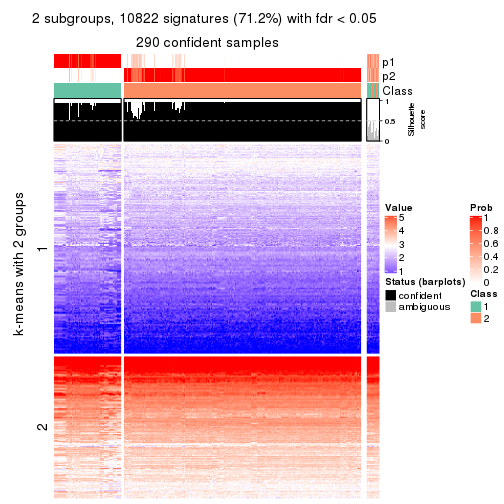 2 subgroups, 10822 signatures (71.2%) with fdr < 0.05
290 confident samples
p1
p2
Class
1
0.5
0
Silhouette
score
k-means with 2 groups
1
2
Value
5
4
3
2
1
Status (barplots)
confident
ambiguous
Prob
1
0.8
0.6
0.4
0.2
0
Class
1
2